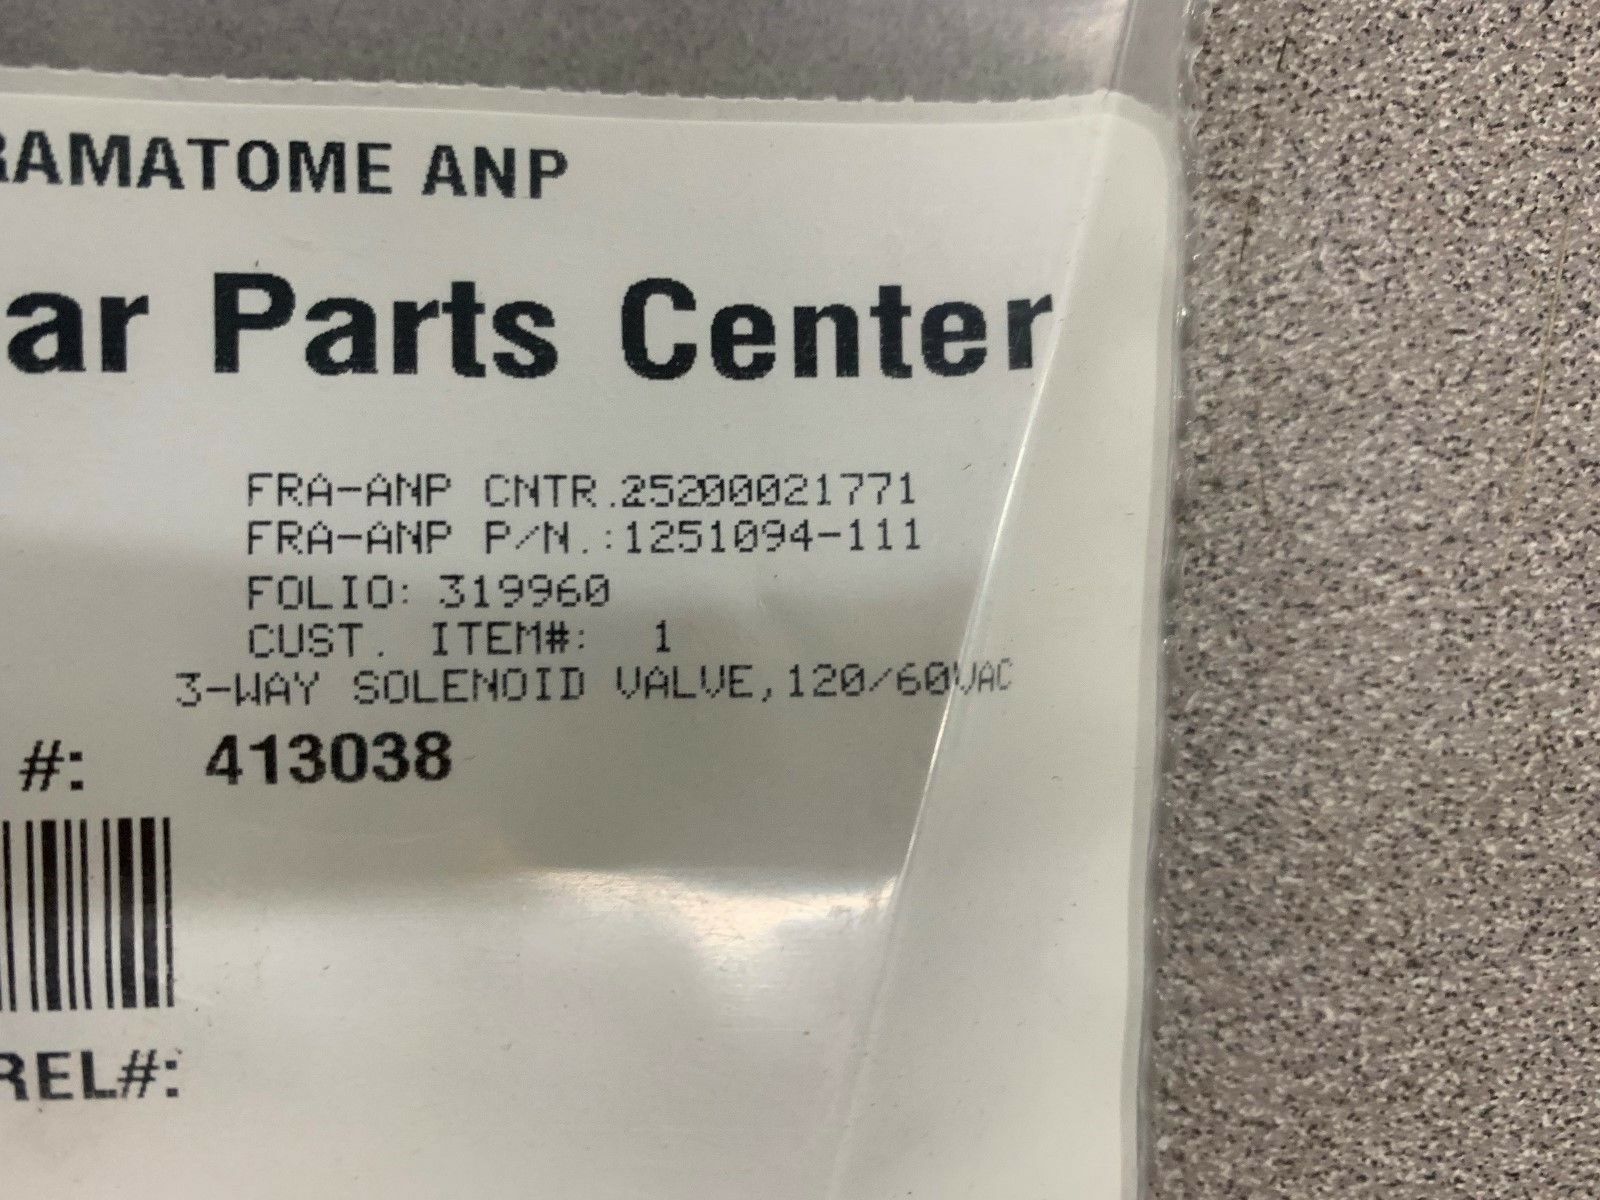 RAMATOME ANP
ar Parts Center
FRA-ANP CNTR.
FRA-ANP P/N.:1251094-111
FOLIO: 319960
CUST. ITEM#: 1
3-WAY SOLENOID VALVE,120/60VAC
#: 413038
REL#: